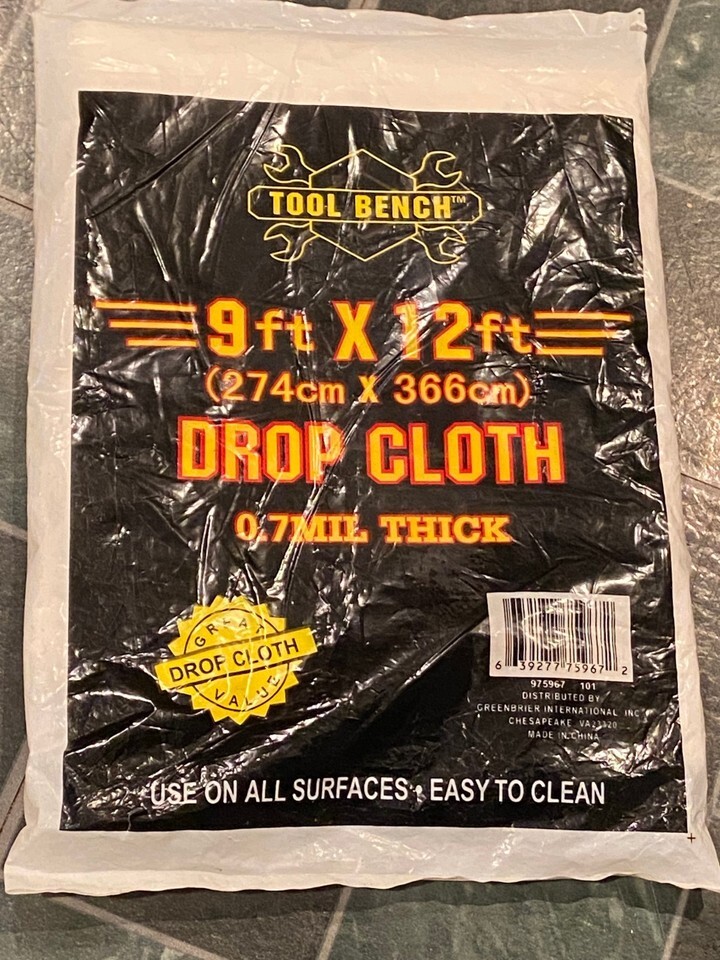 TOOL BENCH™
9ft X 12ft
(274cm X 366cm)
DROP CLOTH
0.7MIL THICK
GREAT
DROP CLOTH
VALUE
6 39277 75967 2
975967 101
DISTRIBUTED BY
GREENBRIER INTERNATIONAL INC
CHESAPEAKE VA23320
MADE IN CHINA
USE ON ALL SURFACES • EASY TO CLEAN